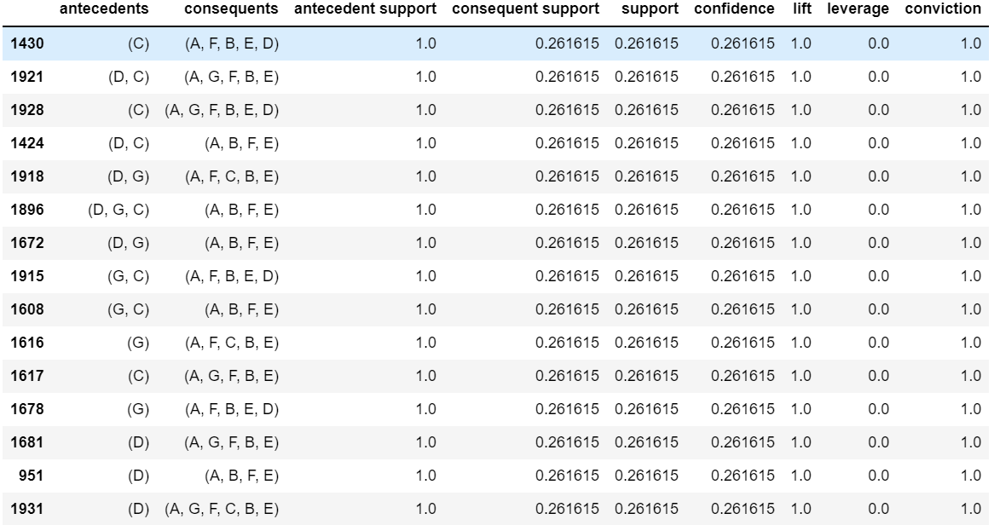 antecedents consequents antecedent support consequent support support confidence lift leverage conviction
1430 (C) (A, F, B, E, D) 1.0 0.261615 0.261615 0.261615 1.0 0.0 1.0
1921 (D, C) (A, G, F, B, E) 1.0 0.261615 0.261615 0.261615 1.0 0.0 1.0
1928 (C) (A, G, F, B, E, D) 1.0 0.261615 0.261615 0.261615 1.0 0.0 1.0
1424 (D, C) (A, B, F, E) 1.0 0.261615 0.261615 0.261615 1.0 0.0 1.0
1918 (D, G) (A, F, C, B, E) 1.0 0.261615 0.261615 0.261615 1.0 0.0 1.0
1896 (D, G, C) (A, B, F, E) 1.0 0.261615 0.261615 0.261615 1.0 0.0 1.0
1672 (D, G) (A, B, F, E) 1.0 0.261615 0.261615 0.261615 1.0 0.0 1.0
1915 (G, C) (A, F, B, E, D) 1.0 0.261615 0.261615 0.261615 1.0 0.0 1.0
1608 (G, C) (A, B, F, E) 1.0 0.261615 0.261615 0.261615 1.0 0.0 1.0
1616 (G) (A, F, C, B, E) 1.0 0.261615 0.261615 0.261615 1.0 0.0 1.0
1617 (C) (A, G, F, B, E) 1.0 0.261615 0.261615 0.261615 1.0 0.0 1.0
1678 (G) (A, F, B, E, D) 1.0 0.261615 0.261615 0.261615 1.0 0.0 1.0
1681 (D) (A, G, F, B, E) 1.0 0.261615 0.261615 0.261615 1.0 0.0 1.0
951 (D) (A, B, F, E) 1.0 0.261615 0.261615 0.261615 1.0 0.0 1.0
1931 (D) (A, G, F, C, B, E) 1.0 0.261615 0.261615 0.261615 1.0 0.0 1.0